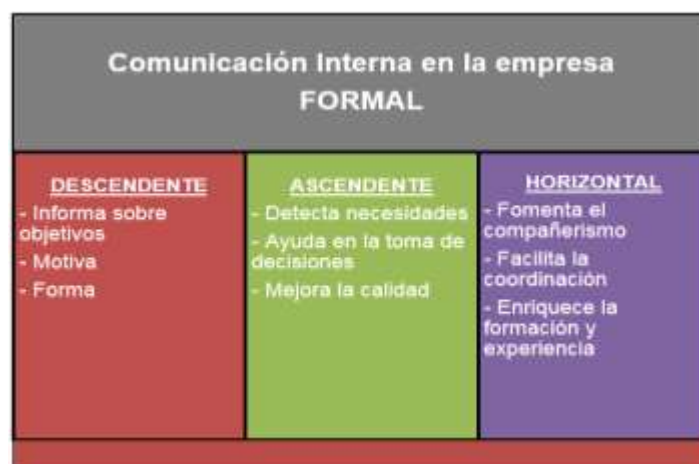 Comunicación Interna en la empresa
FORMAL
DESCENDENTE
- Informa sobre
objetivos
- Motiva
- Forma
ASCENDENTE
- Detecta necesidades
- Ayuda en la toma de
decisiones
- Mejora la calidad
HORIZONTAL
- Fomenta el
compañerismo
- Facilita la
coordinación
- Enriquece la
formación y
experiencia